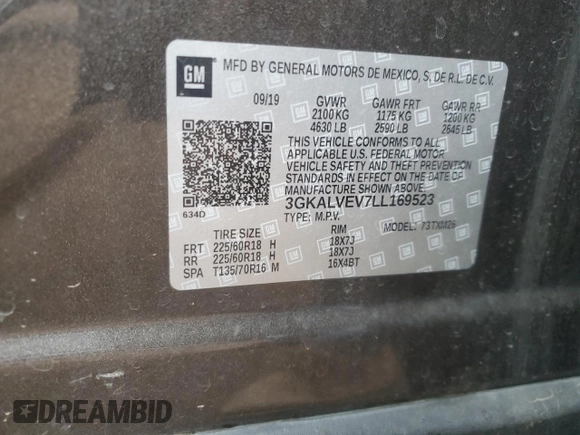 GM
MFD BY GENERAL MOTORS DE MEXICO, S. DE R.L. DE C.V.
09/19 GVWR GAWR FRT GAWR RR
2100 KG 1175 KG 1200 KG
4630 LB 2590 LB 2645 LB
THIS VEHICLE CONFORMS TO ALL
APPLICABLE U.S. FEDERAL MOTOR
VEHICLE SAFETY AND THEFT PREVENTION
STANDARDS IN EFFECT ON THE DATE OF
MANUFACTURE SHOWN ABOVE.
3GKALVEV7LL169523
634D
TYPE: M.P.V. MODEL: 73TXM26
TIRE SIZE RIM
FRT 225/60R18 H 18X7J
RR 225/60R18 H 18X7J
SPA T135/70R16 M 16X4BT
DREAMBID